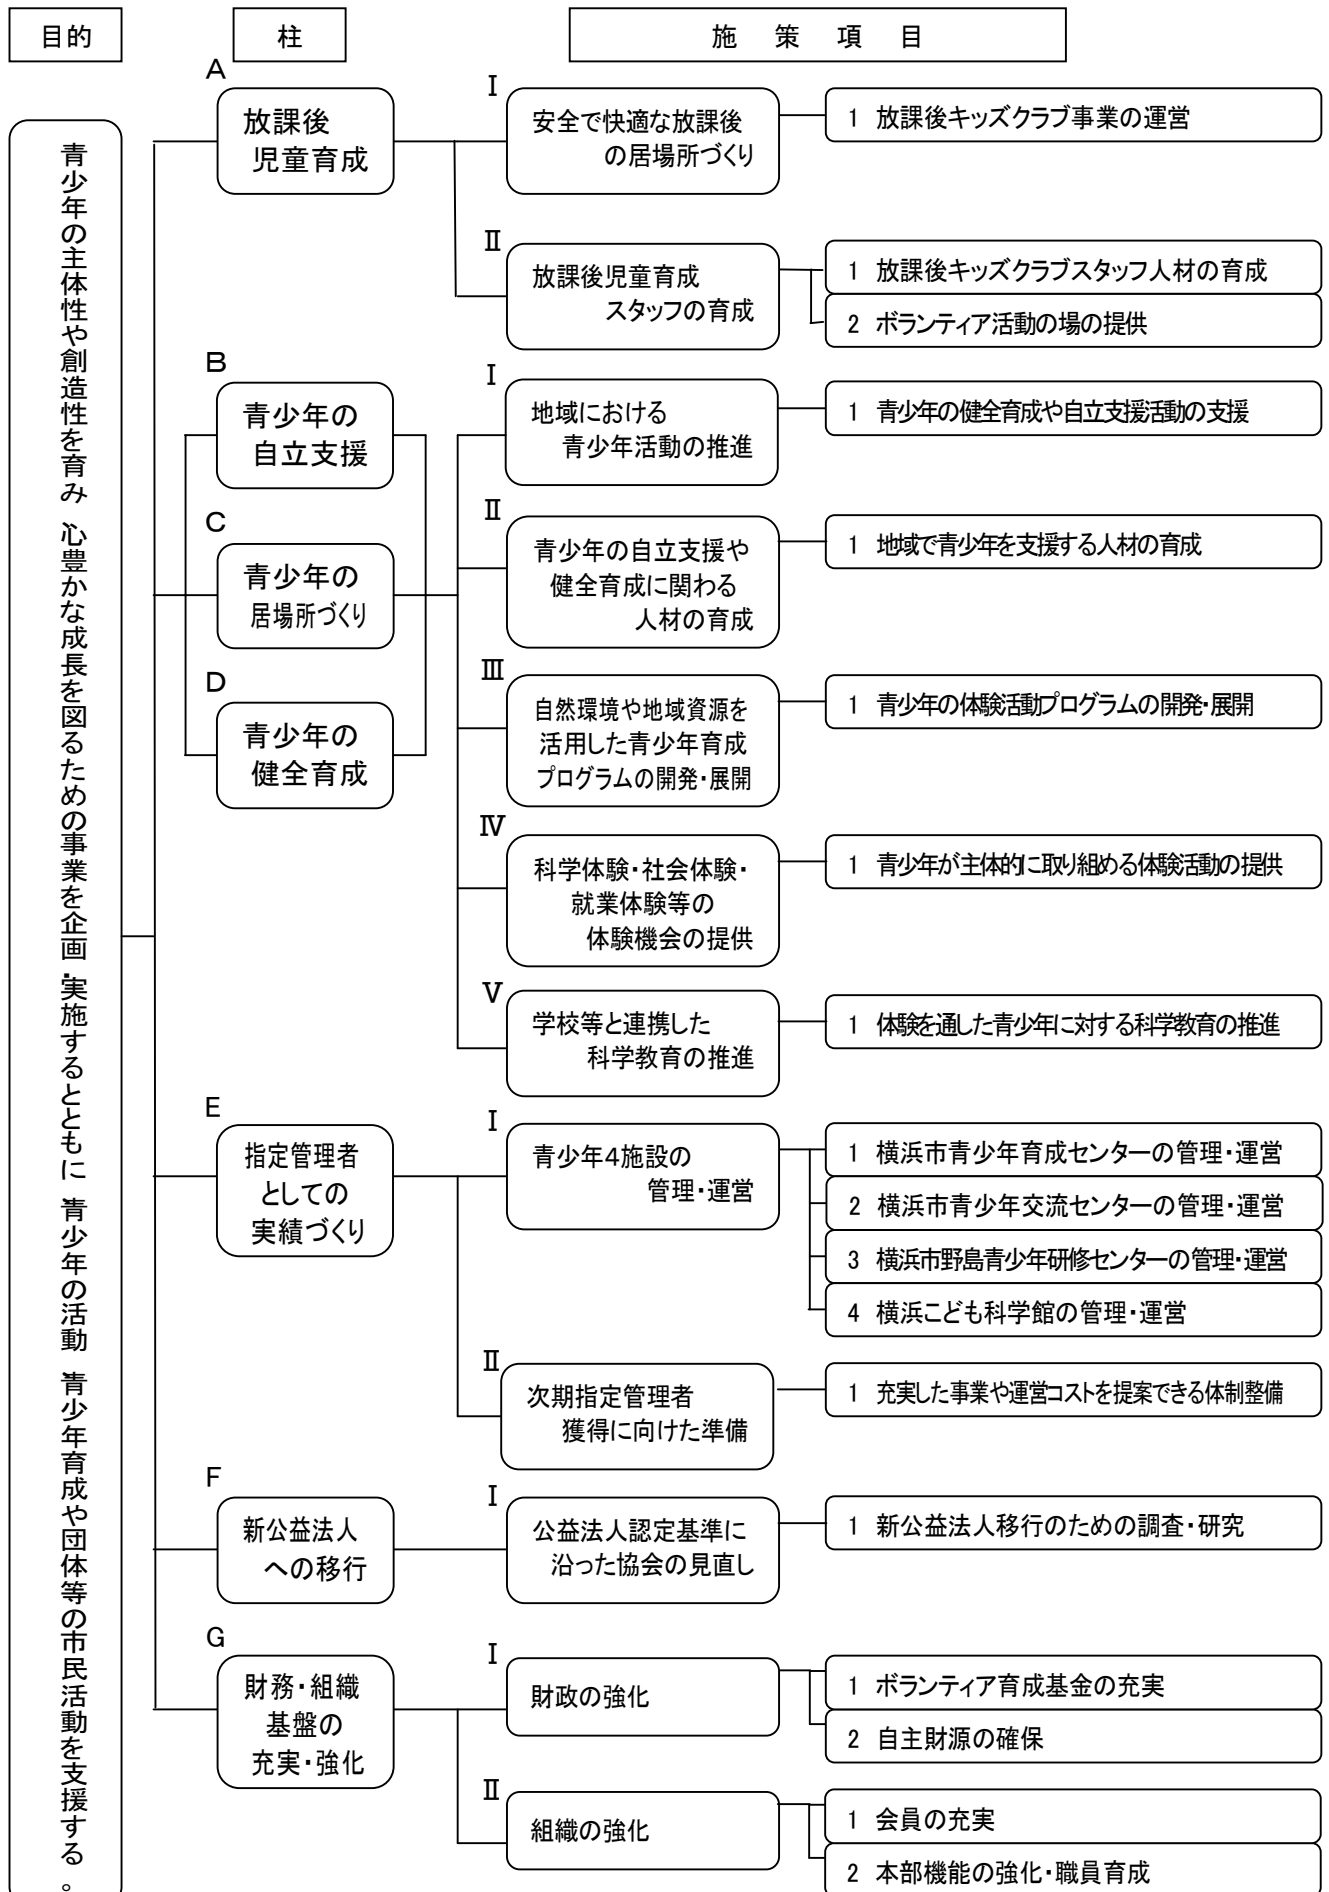 目的
柱
施策項目
青少年の主体性や創造性を育み 心豊かな成長を図るための事業を企画・実施するとともに 青少年の活動 青少年育成や団体等の市民活動を支援する。
A
放課後
児童育成
I
安全で快適な放課後
の居場所づくり
1 放課後キッズクラブ事業の運営
II
放課後児童育成
スタッフの育成
1 放課後キッズクラブスタッフ人材の育成
2 ボランティア活動の場の提供
B
青少年の
自立支援
C
青少年の
居場所づくり
D
青少年の
健全育成
I
地域における
青少年活動の推進
1 青少年の健全育成や自立支援活動の支援
II
青少年の自立支援や
健全育成に関わる
人材の育成
1 地域で青少年を支援する人材の育成
III
自然環境や地域資源を
活用した青少年育成
プログラムの開発・展開
1 青少年の体験活動プログラムの開発・展開
IV
科学体験・社会体験・
就業体験等の
体験機会の提供
1 青少年が主体的に取り組める体験活動の提供
V
学校等と連携した
科学教育の推進
1 体験を通した青少年に対する科学教育の推進
E
指定管理者
としての
実績づくり
I
青少年4施設の
管理・運営
1 横浜市青少年育成センターの管理・運営
2 横浜市青少年交流センターの管理・運営
3 横浜市野島青少年研修センターの管理・運営
4 横浜こども科学館の管理・運営
II
次期指定管理者
獲得に向けた準備
1 充実した事業や運営コストを提案できる体制整備
F
新公益法人
への移行
I
公益法人認定基準に
沿った協会の見直し
1 新公益法人移行のための調査・研究
G
財務・組織
基盤の
充実・強化
I
財政の強化
1 ボランティア育成基金の充実
2 自主財源の確保
II
組織の強化
1 会員の充実
2 本部機能の強化・職員育成